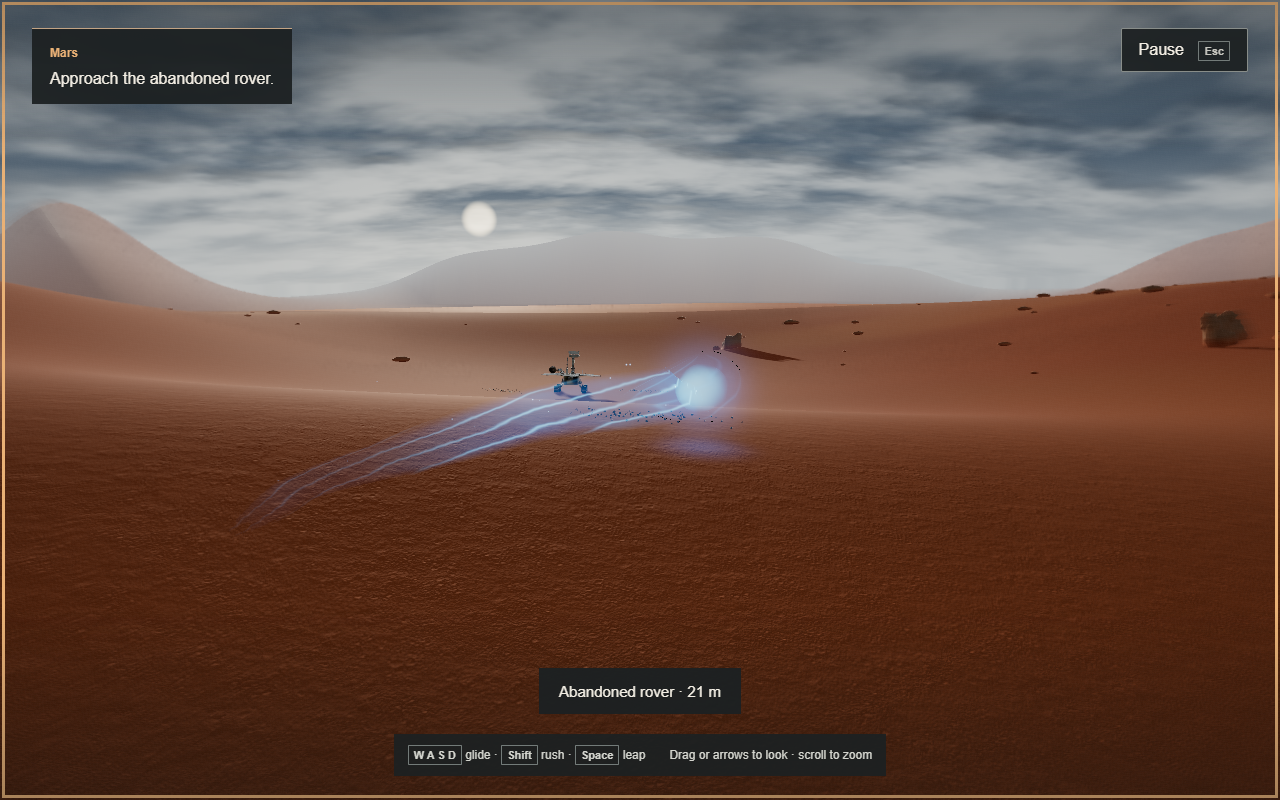 Mars
Approach the abandoned rover.
Pause Esc
Abandoned rover · 21 m
W A S D glide · Shift rush · Space leap Drag or arrows to look · scroll to zoom